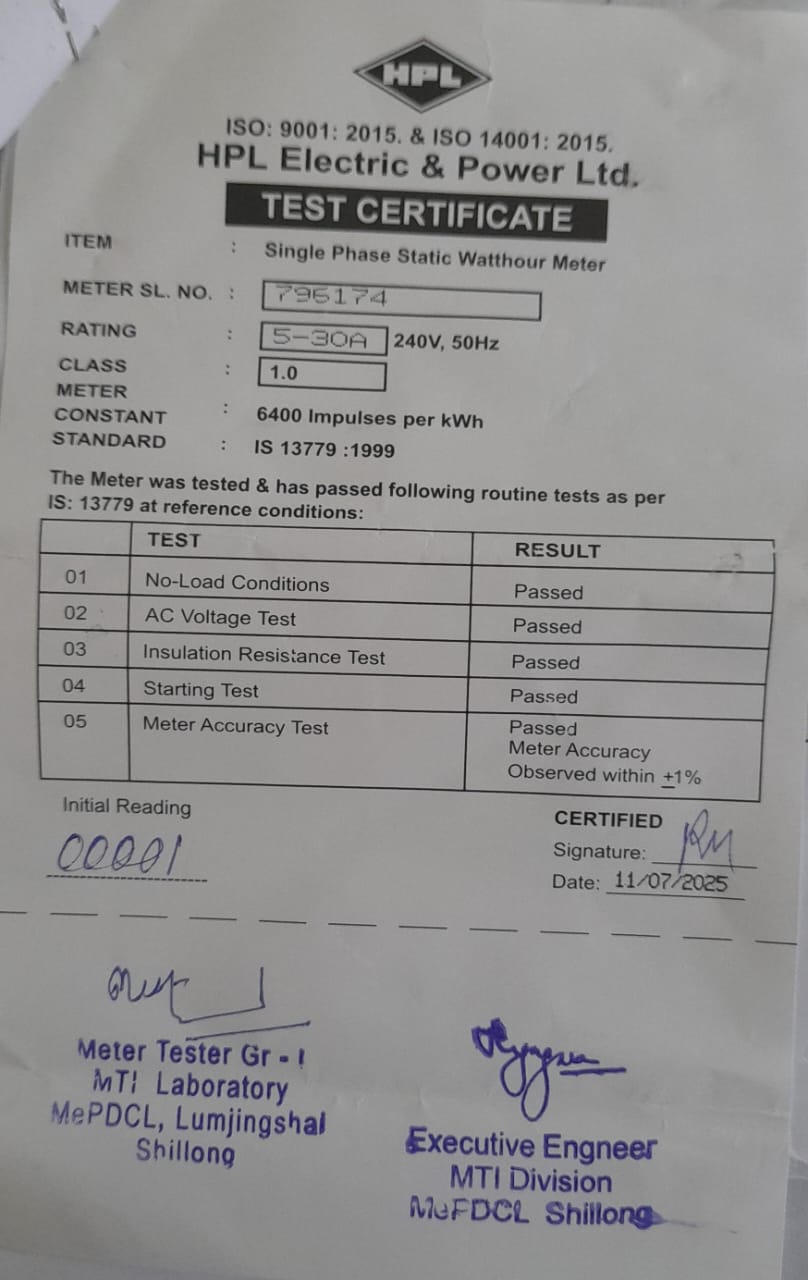 HPL
ISO: 9001: 2015. & ISO 14001: 2015.
HPL Electric & Power Ltd.
TEST CERTIFICATE
ITEM : Single Phase Static Watthour Meter
METER SL. NO. : 796174
RATING : 5-30A 240V, 50Hz
CLASS : 1.0
METER
CONSTANT : 6400 Impulses per kWh
STANDARD : IS 13779 :1999
The Meter was tested & has passed following routine tests as per
IS: 13779 at reference conditions:
TEST RESULT
01 No-Load Conditions Passed
02 AC Voltage Test Passed
03 Insulation Resistance Test Passed
04 Starting Test Passed
05 Meter Accuracy Test Passed
Meter Accuracy
Observed within ±1%
Initial Reading
00001
CERTIFIED
Signature:
Date: 11/07/2025
Meter Tester Gr - I
MTI Laboratory
MePDCL, Lumjingshai
Shillong
Executive Engneer
MTI Division
MePDCL Shillong